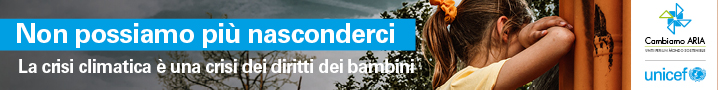 Non possiamo più nasconderci
La crisi climatica è una crisi dei diritti dei bambini
Cambiamo ARIA
unicef